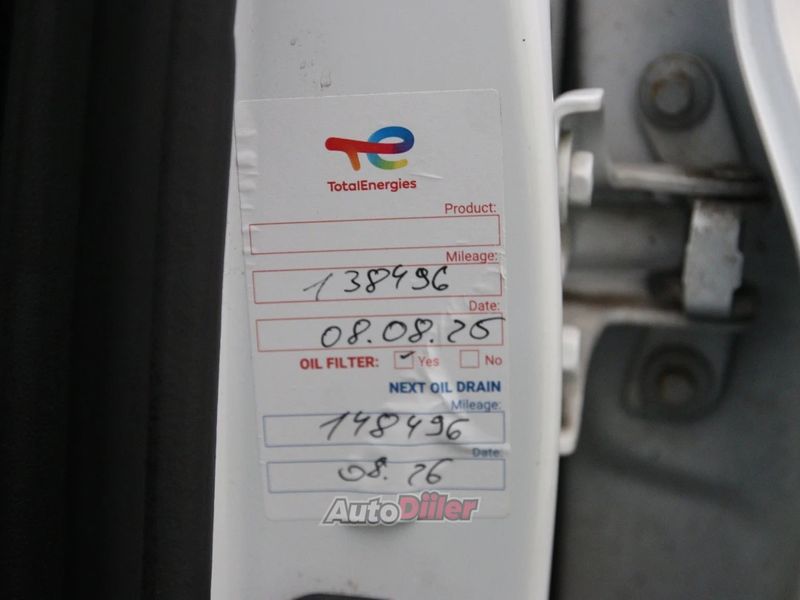 TotalEnergies
Product:
Mileage:
138496
Date:
08.08.25
OIL FILTER: ✓ Yes No
NEXT OIL DRAIN
Mileage:
148496
Date:
08.26
AutoDiiler